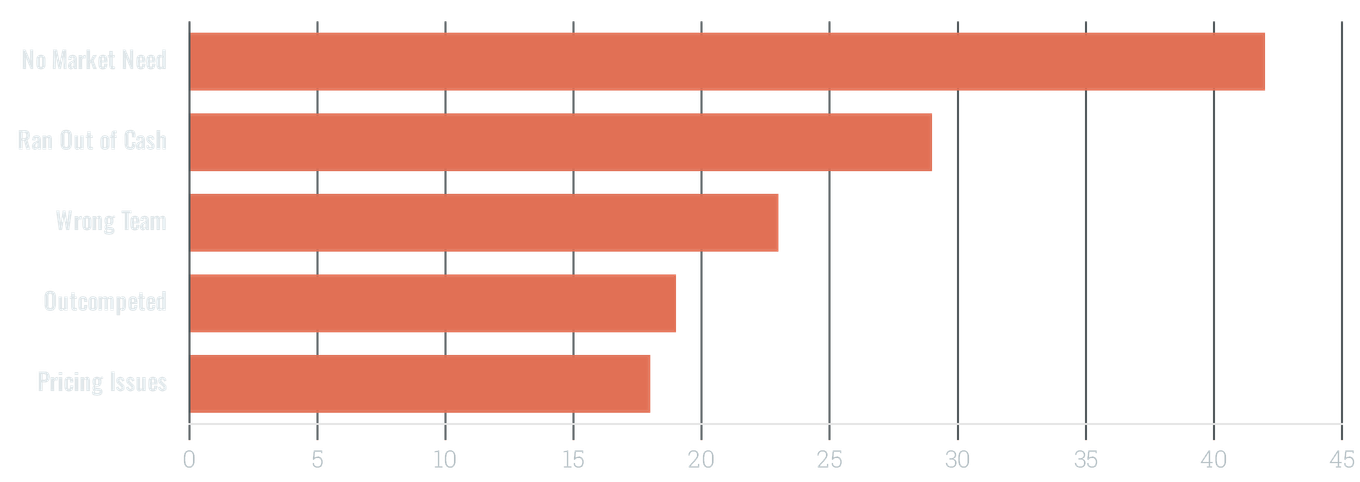 No Market Need
Ran Out of Cash
Wrong Team
Outcompeted
Pricing Issues
0 5 10 15 20 25 30 35 40 45